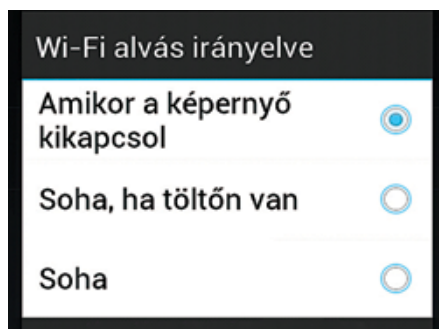 Wi-Fi alvás irányelve
Amikor a képernyő
kikapcsol
Soha, ha töltőn van
Soha